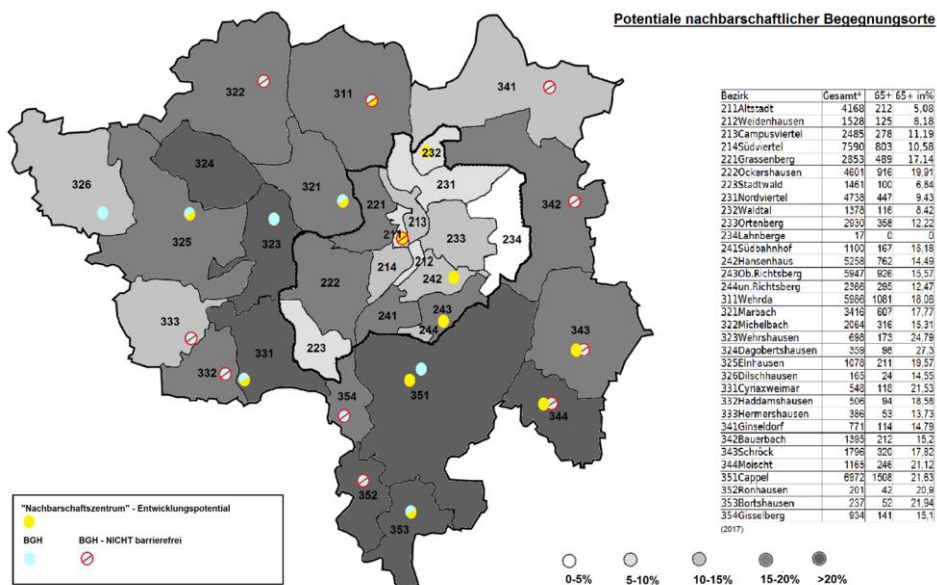 Potentiale nachbarschaftlicher Begegnungsorte
322
311
341
324
232
326
321
221
231
342
325
323
213
211
233
234
214
212
222
242
333
241
243
244
343
223
331
332
351
354
344
352
353
Bezirk Gesamt* 65+ 65+ in%
211Altstadt 4168 212 5,08
212Weidenhausen 1528 125 8,18
213Campusviertel 2485 278 11,19
214Südviertel 7590 803 10,58
221Grassenberg 2853 489 17,14
222Ockershausen 4601 916 19,91
223Stadtwald 1461 100 6,84
231Nordviertel 4738 447 9,43
232Waldtal 1378 116 8,42
233Ortenberg 2930 358 12,22
234Lahnberge 17 0 0
241Südbahnhof 1100 167 15,18
242Hansenhaus 5258 762 14,49
243Ob.Richtsberg 5947 926 15,57
244un.Richtsberg 2366 295 12,47
311Wehrda 5986 1081 18,06
321Marbach 3416 607 17,77
322Michelbach 2064 316 15,31
323Wehrshausen 698 173 24,79
324Dagobertshausen 359 98 27,3
325Elnhausen 1078 211 19,57
326Dilschhausen 165 24 14,55
331Cyriaxweimar 548 118 21,53
332Haddamshausen 506 94 18,58
333Hermershausen 386 53 13,73
341Ginseldorf 771 114 14,79
342Bauerbach 1395 212 15,2
343Schröck 1796 320 17,82
344Moischt 1165 246 21,12
351Cappel 6972 1508 21,63
352Ronhausen 201 42 20,9
353Bortshausen 237 52 21,94
354Gisselberg 934 141 15,1
(2017)
"Nachbarschaftszentrum" - Entwicklungspotential
BGH BGH - NICHT barrierefrei
0-5% 5-10% 10-15% 15-20% >20%